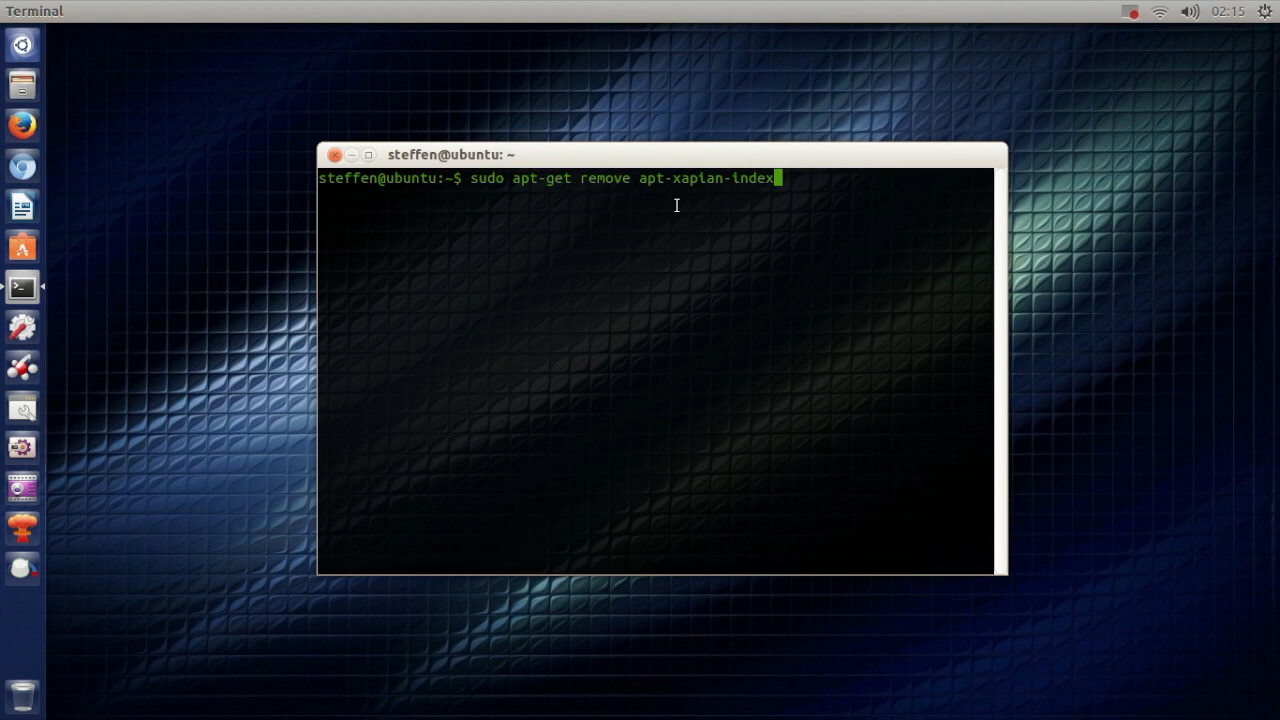 Terminal
02:15
steffen@ubuntu: ~
steffen@ubuntu:~$ sudo apt-get remove apt-xapian-index